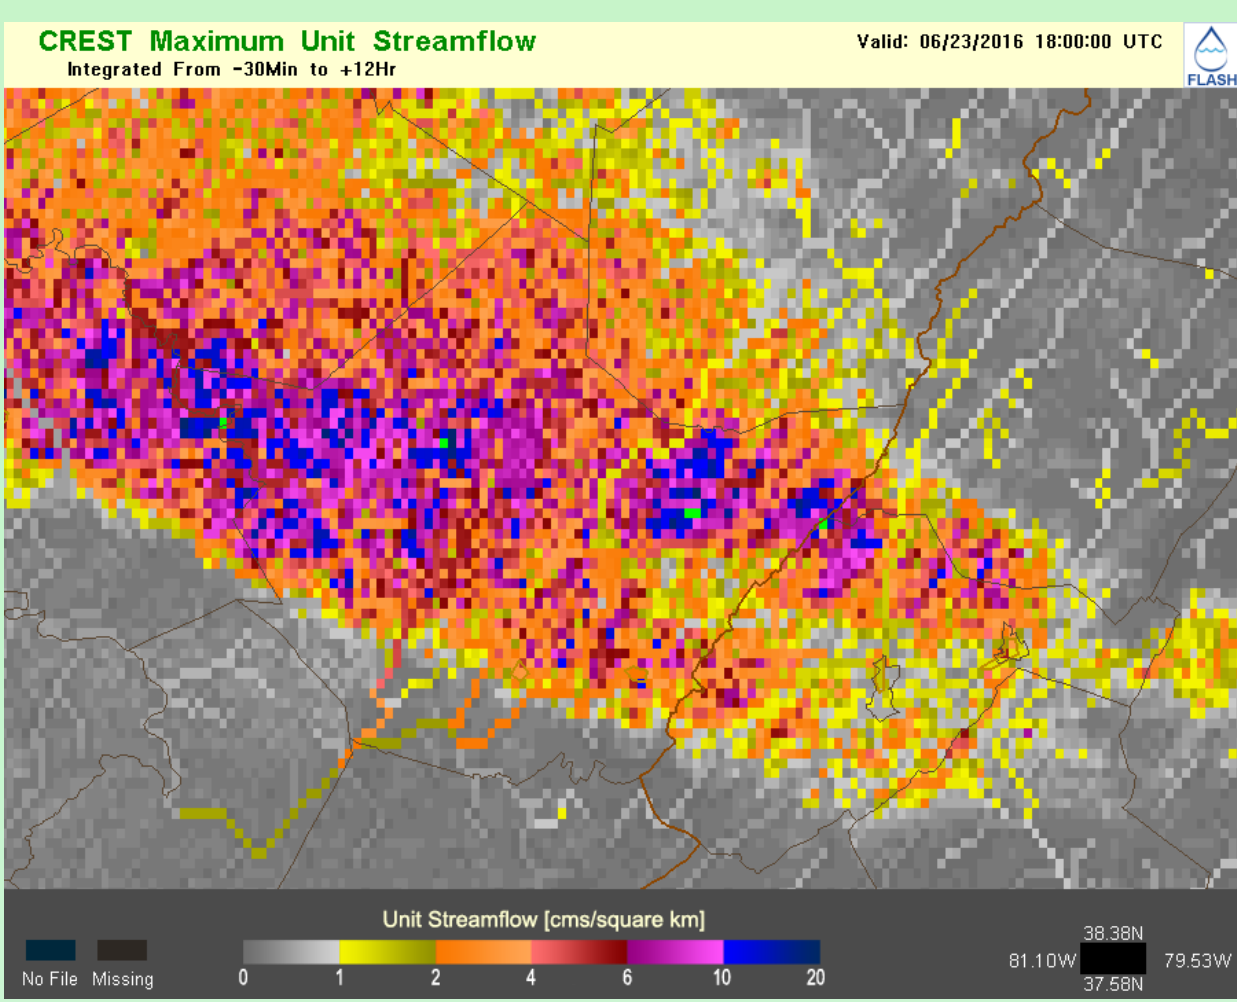 CREST Maximum Unit Streamflow
Valid: 06/23/2016 18:00:00 UTC
Integrated From -30Min to +12Hr
FLASH
Unit Streamflow [cms/square km]
No File
Missing
0 1 2 4 6 10 20
38.38N
81.10W
79.53W
37.58N